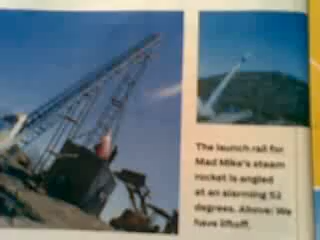 The launch rail for
Mad Mike's steam
rocket is angled
at an alarming 52
degrees. Above: We
have liftoff.